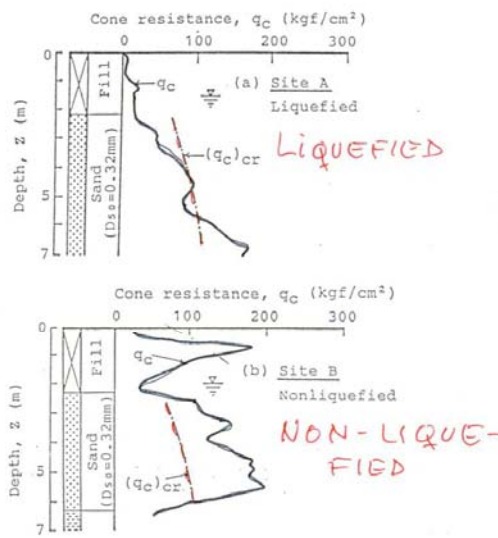 Cone resistance, qc (kgf/cm²)
0 100 200 300
0
5
7
Depth, Z (m)
Fill
Sand
(D50=0.32mm)
qc
(a) Site A
Liquefied
(qc)cr
LIQUEFIED
Cone resistance, qc (kgf/cm²)
0 100 200 300
0
5
7
Depth, Z (m)
Fill
Sand
(D50=0.32mm)
qc
(b) Site B
Nonliquefied
(qc)cr
NON-LIQUE-
FIED